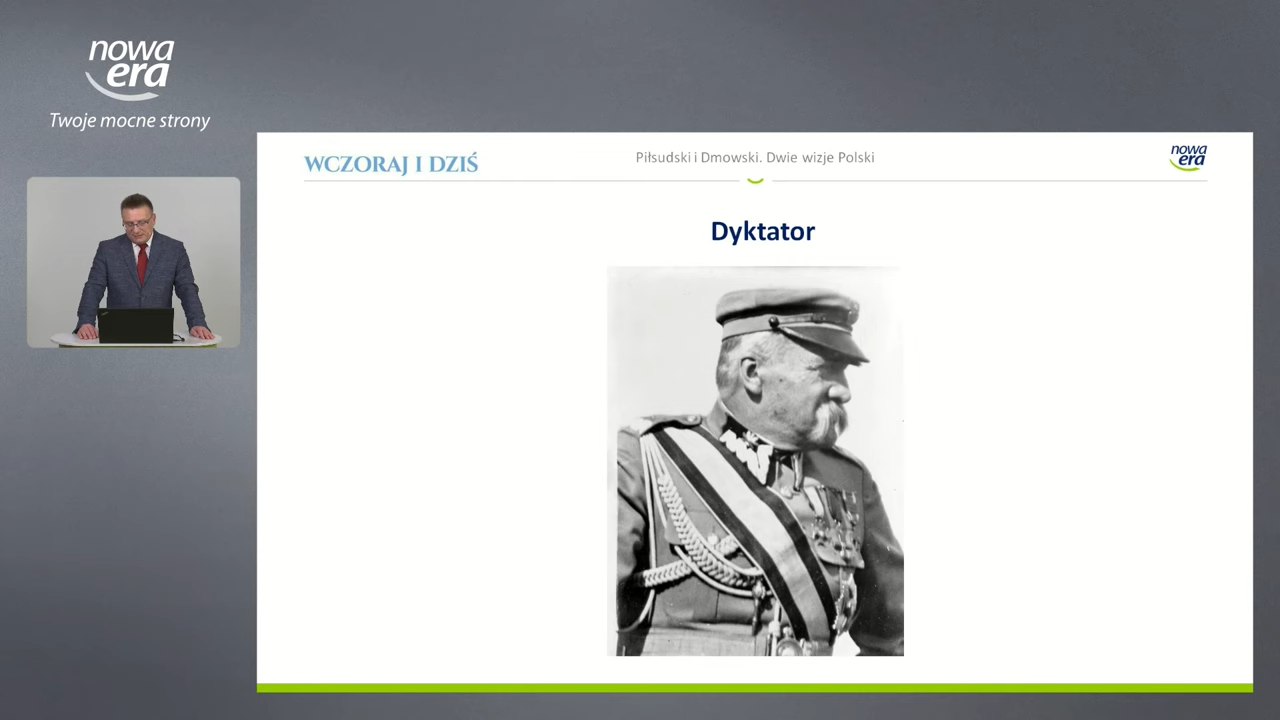 nowa
era
Twoje mocne strony
WCZORAJ I DZIŚ
Piłsudski i Dmowski. Dwie wizje Polski
nowa
era
Dyktator